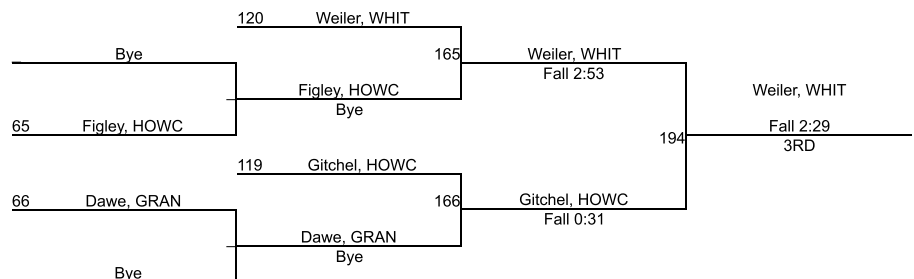 120 Weiler, WHIT
Bye
165 Weiler, WHIT
Fall 2:53
Figley, HOWC
Bye
Weiler, WHIT
65 Figley, HOWC
194 Fall 2:29
3RD
119 Gitchel, HOWC
66 Dawe, GRAN
166 Gitchel, HOWC
Fall 0:31
Dawe, GRAN
Bye
Bye